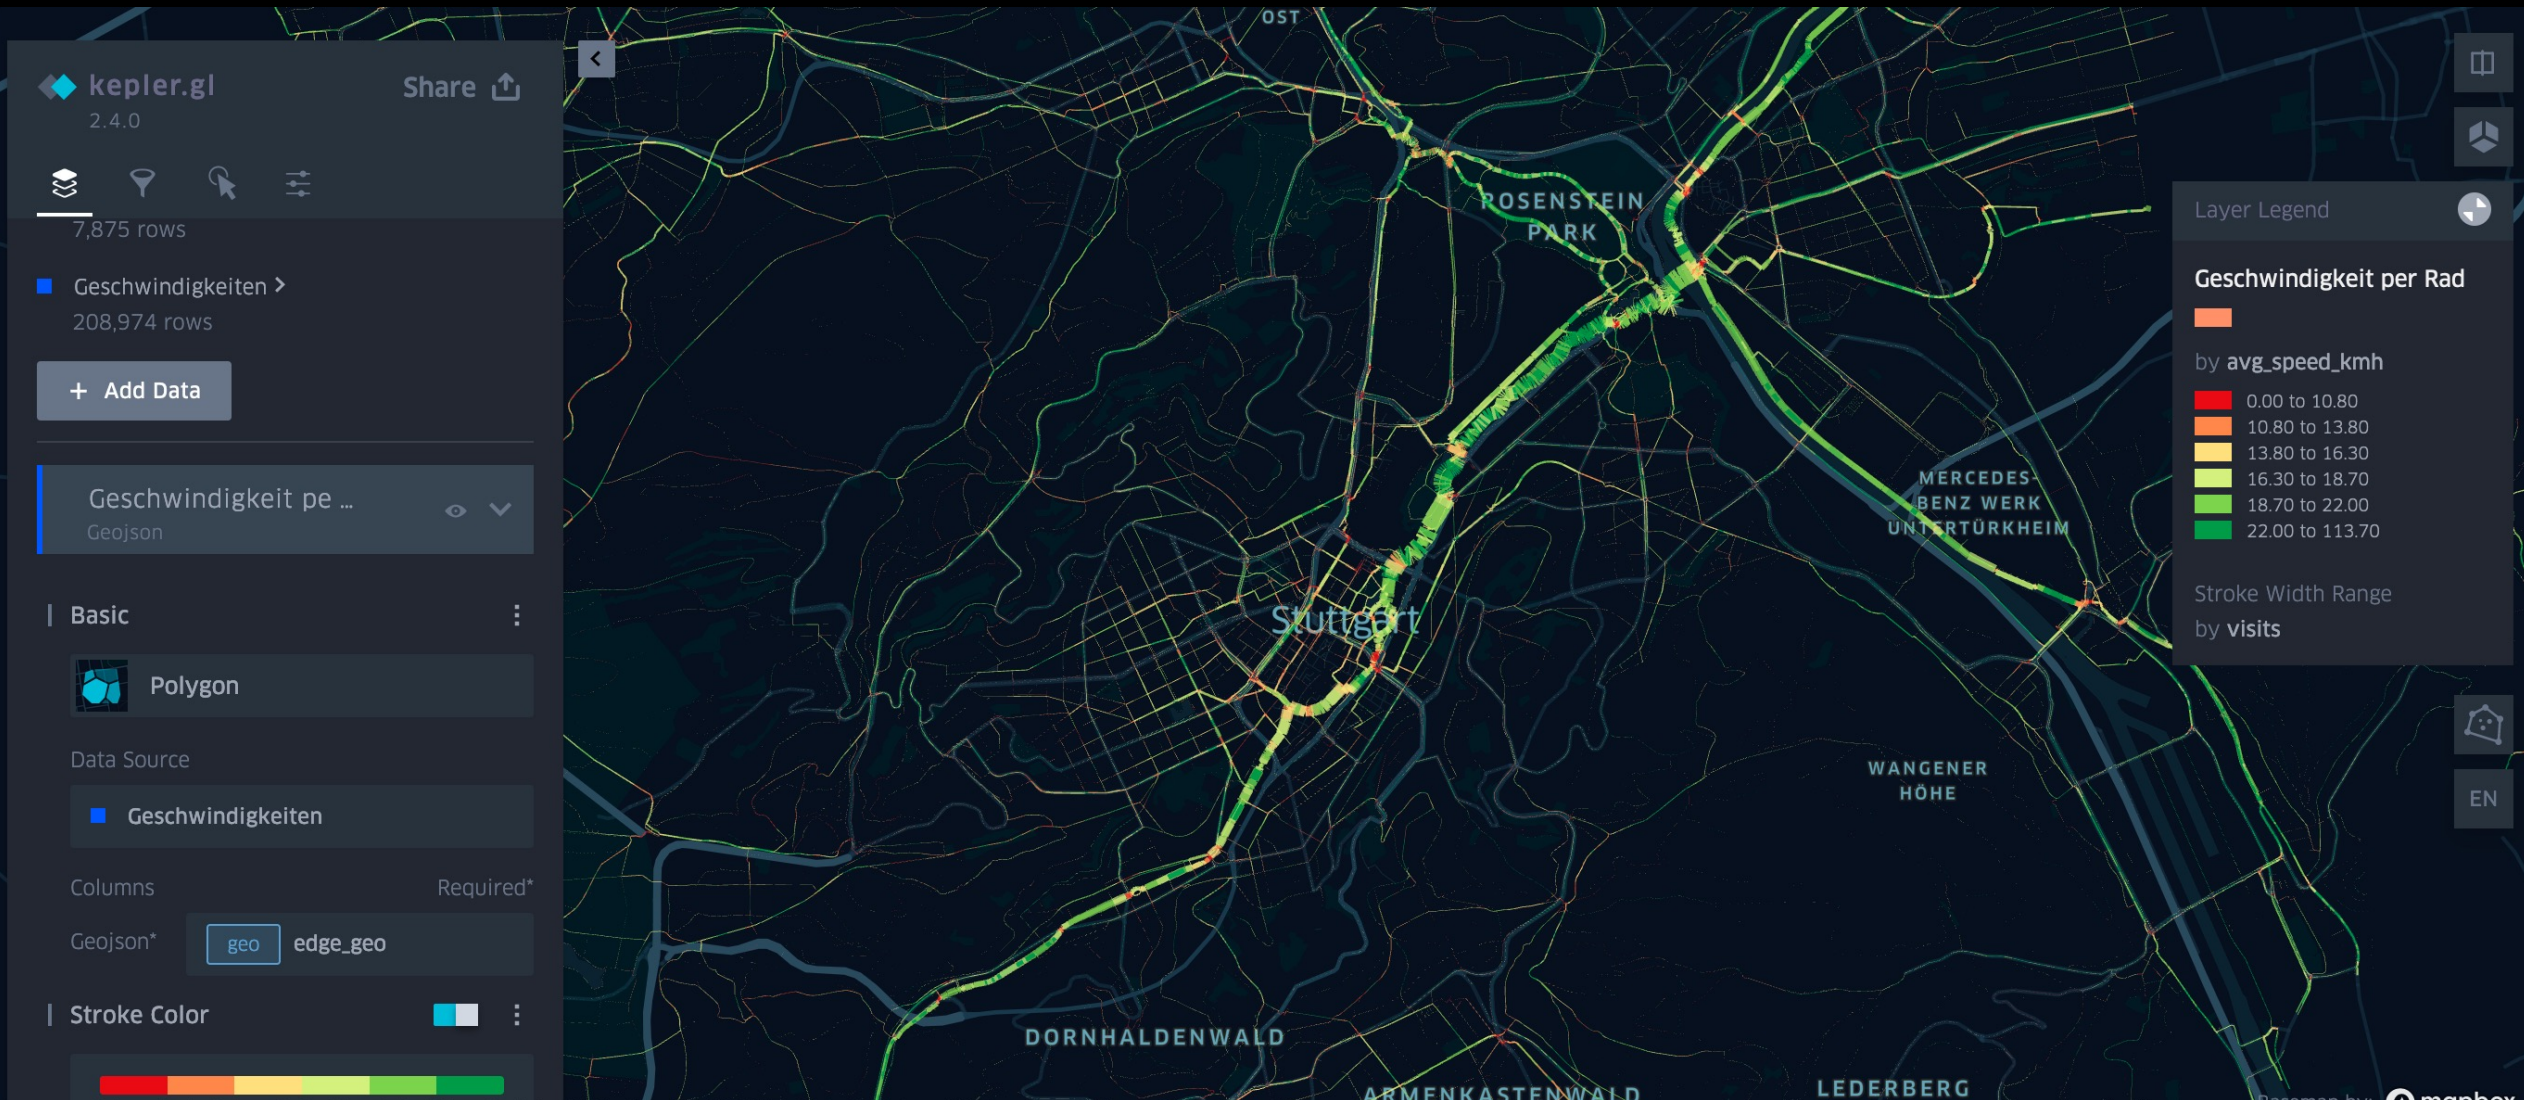 kepler.gl
2.4.0
Share
7,875 rows
Geschwindigkeiten
208,974 rows
+ Add Data
Geschwindigkeit pe ...
Geojson
Basic
Polygon
Data Source
Geschwindigkeiten
Columns
Required*
Geojson*
geo
edge_geo
Stroke Color
OST
ROSENSTEIN
PARK
MERCEDES-
BENZ WERK
UNTERTÜRKHEIM
Stuttgart
WANGENER
HÖHE
DORNHALDENWALD
ARMENKASTENWALD
LEDERBERG
Layer Legend
Geschwindigkeit per Rad
by avg_speed_kmh
0.00 to 10.80
10.80 to 13.80
13.80 to 16.30
16.30 to 18.70
18.70 to 22.00
22.00 to 113.70
Stroke Width Range
by visits
EN
Basemap by:
mapbox